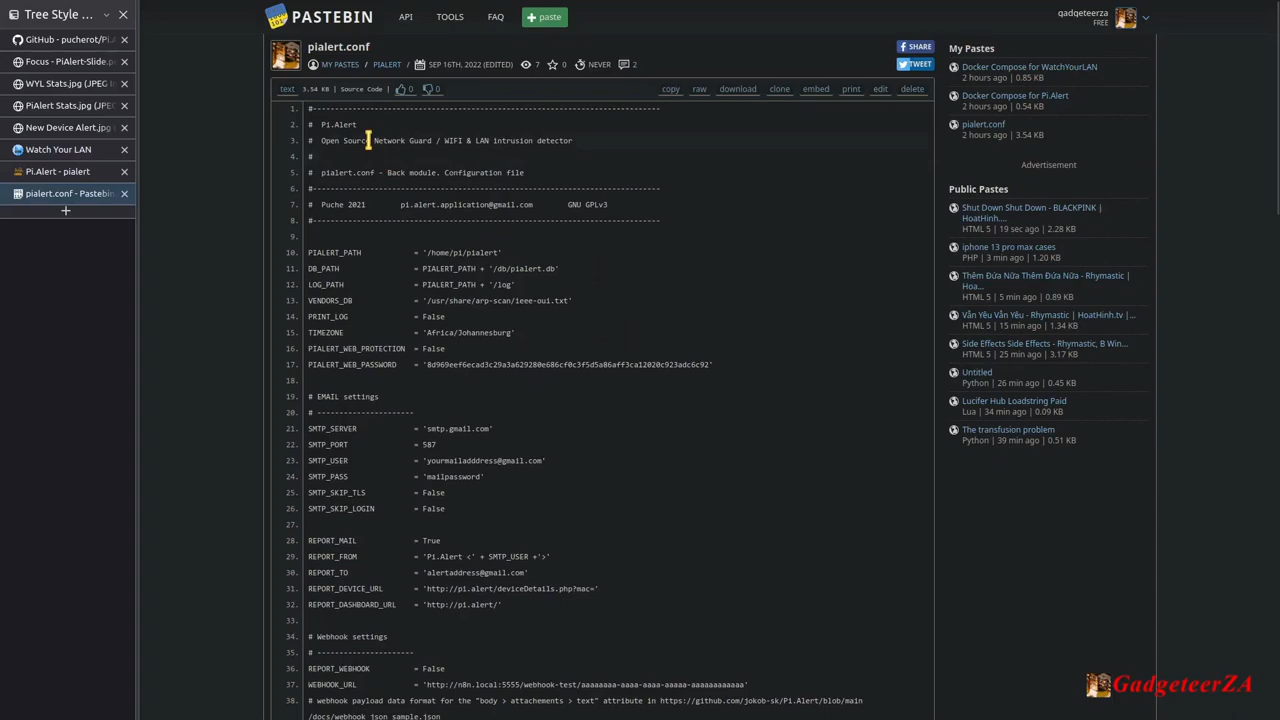 Tree Style ...
GitHub - pucherot/Pi.A
Focus - PiAlert-Slide.p
WYL Stats.jpg (JPEG I
PiAlert Stats.jpg (JPE
New Device Alert.jpg (
Watch Your LAN
Pi.Alert - pialert
pialert.conf - Pastebin
PASTEBIN
API
TOOLS
FAQ
paste
gadgeteerza
FREE
pialert.conf
MY PASTES / PIALERT / SEP 16TH, 2022 (EDITED) 7 0 NEVER 2
SHARE
TWEET
text 3.54 KB | Source Code | 0 0
copy raw download clone embed print edit delete
1. #--------------------------------------------------------------------------------
2. # Pi.Alert
3. # Open Source Network Guard / WIFI & LAN intrusion detector
4. #
5. # pialert.conf - Back module. Configuration file
6. #--------------------------------------------------------------------------------
7. # Puche 2021 pi.alert.application@gmail.com GNU GPLv3
8. #--------------------------------------------------------------------------------
9.
10. PIALERT_PATH = '/home/pi/pialert'
11. DB_PATH = PIALERT_PATH + '/db/pialert.db'
12. LOG_PATH = PIALERT_PATH + '/log'
13. VENDORS_DB = '/usr/share/arp-scan/ieee-oui.txt'
14. PRINT_LOG = False
15. TIMEZONE = 'Africa/Johannesburg'
16. PIALERT_WEB_PROTECTION = False
17. PIALERT_WEB_PASSWORD = '8d969eef6ecad3c29a3a629280e686cf0c3f5d5a86aff3ca12020c923adc6c92'
18.
19. # EMAIL settings
20. # ----------------------
21. SMTP_SERVER = 'smtp.gmail.com'
22. SMTP_PORT = 587
23. SMTP_USER = 'yourmailadddress@gmail.com'
24. SMTP_PASS = 'mailpassword'
25. SMTP_SKIP_TLS = False
26. SMTP_SKIP_LOGIN = False
27.
28. REPORT_MAIL = True
29. REPORT_FROM = 'Pi.Alert <' + SMTP_USER +'>'
30. REPORT_TO = 'alertaddress@gmail.com'
31. REPORT_DEVICE_URL = 'http://pi.alert/deviceDetails.php?mac='
32. REPORT_DASHBOARD_URL = 'http://pi.alert/'
33.
34. # Webhook settings
35. # ----------------------
36. REPORT_WEBHOOK = False
37. WEBHOOK_URL = 'http://n8n.local:5555/webhook-test/aaaaaaaa-aaaa-aaaa-aaaaa-aaaaaaaaaaaa'
38. # webhook payload data format for the "body > attachements > text" attribute in https://github.com/jokob-sk/Pi.Alert/blob/main
/docs/webhook_json_sample.json
My Pastes
Docker Compose for WatchYourLAN
2 hours ago | 0.85 KB
Docker Compose for Pi.Alert
2 hours ago | 0.54 KB
pialert.conf
2 hours ago | 3.54 KB
Advertisement
Public Pastes
Shut Down Shut Down - BLACKPINK |
HoatHinh....
HTML 5 | 19 sec ago | 2.28 KB
iphone 13 pro max cases
PHP | 3 min ago | 1.20 KB
Thêm Đứa Nữa Thêm Đứa Nữa - Rhymastic |
Hoa...
HTML 5 | 5 min ago | 0.89 KB
Vẫn Yêu Vẫn Yêu - Rhymastic | HoatHinh.tv |...
HTML 5 | 15 min ago | 1.34 KB
Side Effects Side Effects - Rhymastic, B Win...
HTML 5 | 25 min ago | 3.17 KB
Untitled
Python | 26 min ago | 0.45 KB
Lucifer Hub Loadstring Paid
Lua | 34 min ago | 0.09 KB
The transfusion problem
Python | 39 min ago | 0.51 KB
GadgeteerZA